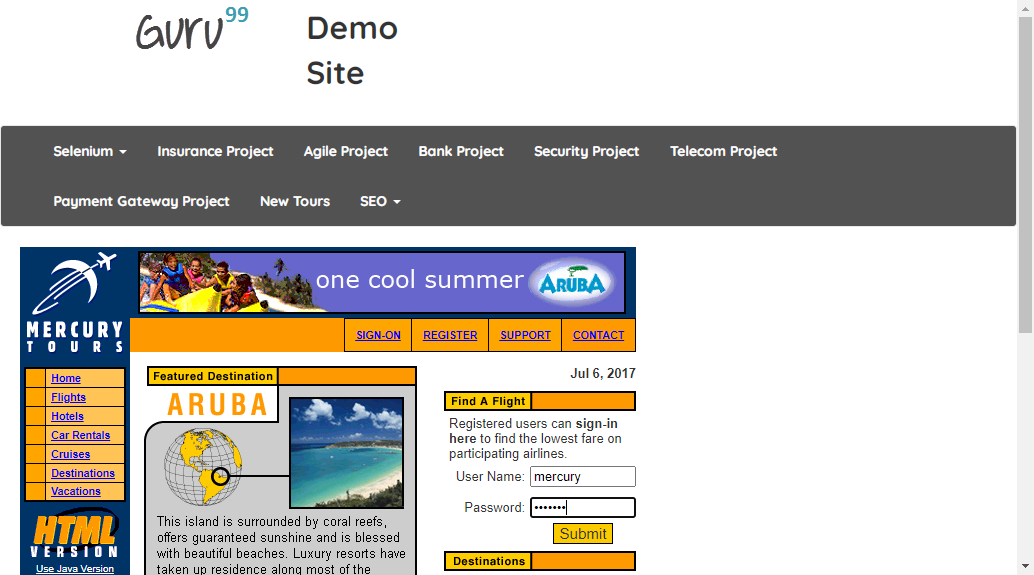 Guru99
Demo
Site
Selenium Insurance Project Agile Project Bank Project Security Project Telecom Project
Payment Gateway Project New Tours SEO
one cool summer ARUBA
MERCURY
TOURS
SIGN-ON REGISTER SUPPORT CONTACT
Home
Flights
Hotels
Car Rentals
Cruises
Destinations
Vacations
HTML
VERSION
Use Java Version
Featured Destination
ARUBA
This island is surrounded by coral reefs,
offers guaranteed sunshine and is blessed
with beautiful beaches. Luxury resorts have
taken up residence along most of the
Jul 6, 2017
Find A Flight
Registered users can sign-in
here to find the lowest fare on
participating airlines.
User Name: mercury
Password: •••••••
Submit
Destinations